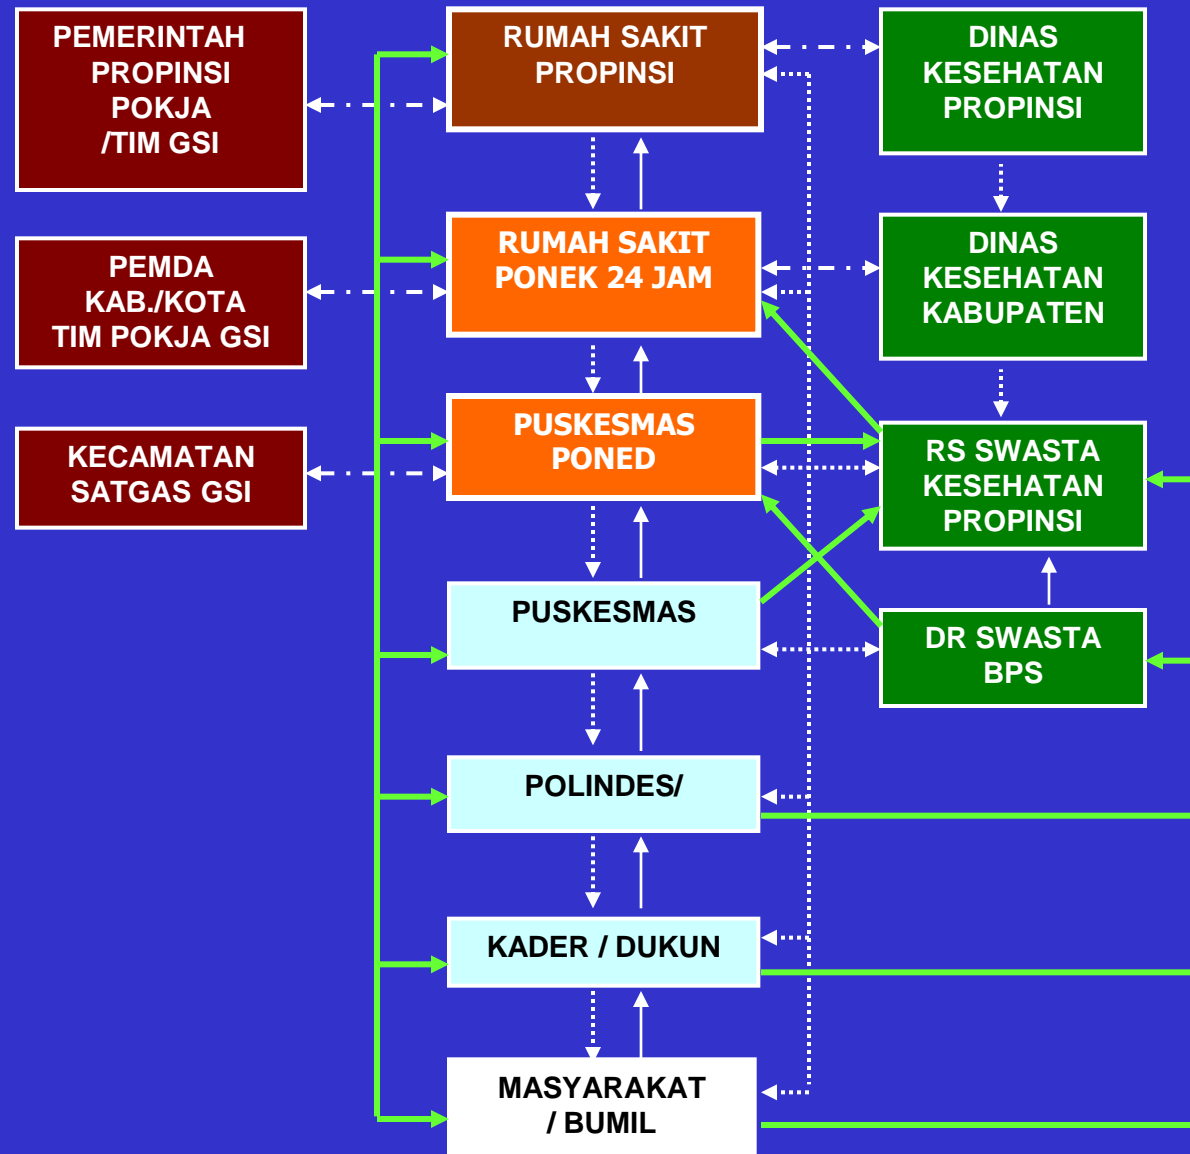 PEMERINTAH
PROPINSI
POKJA
/TIM GSI
RUMAH SAKIT
PROPINSI
DINAS
KESEHATAN
PROPINSI
PEMDA
KAB./KOTA
TIM POKJA GSI
RUMAH SAKIT
PONEK 24 JAM
DINAS
KESEHATAN
KABUPATEN
KECAMATAN
SATGAS GSI
PUSKESMAS
PONED
RS SWASTA
KESEHATAN
PROPINSI
PUSKESMAS
DR SWASTA
BPS
POLINDES/
KADER / DUKUN
MASYARAKAT
/ BUMIL